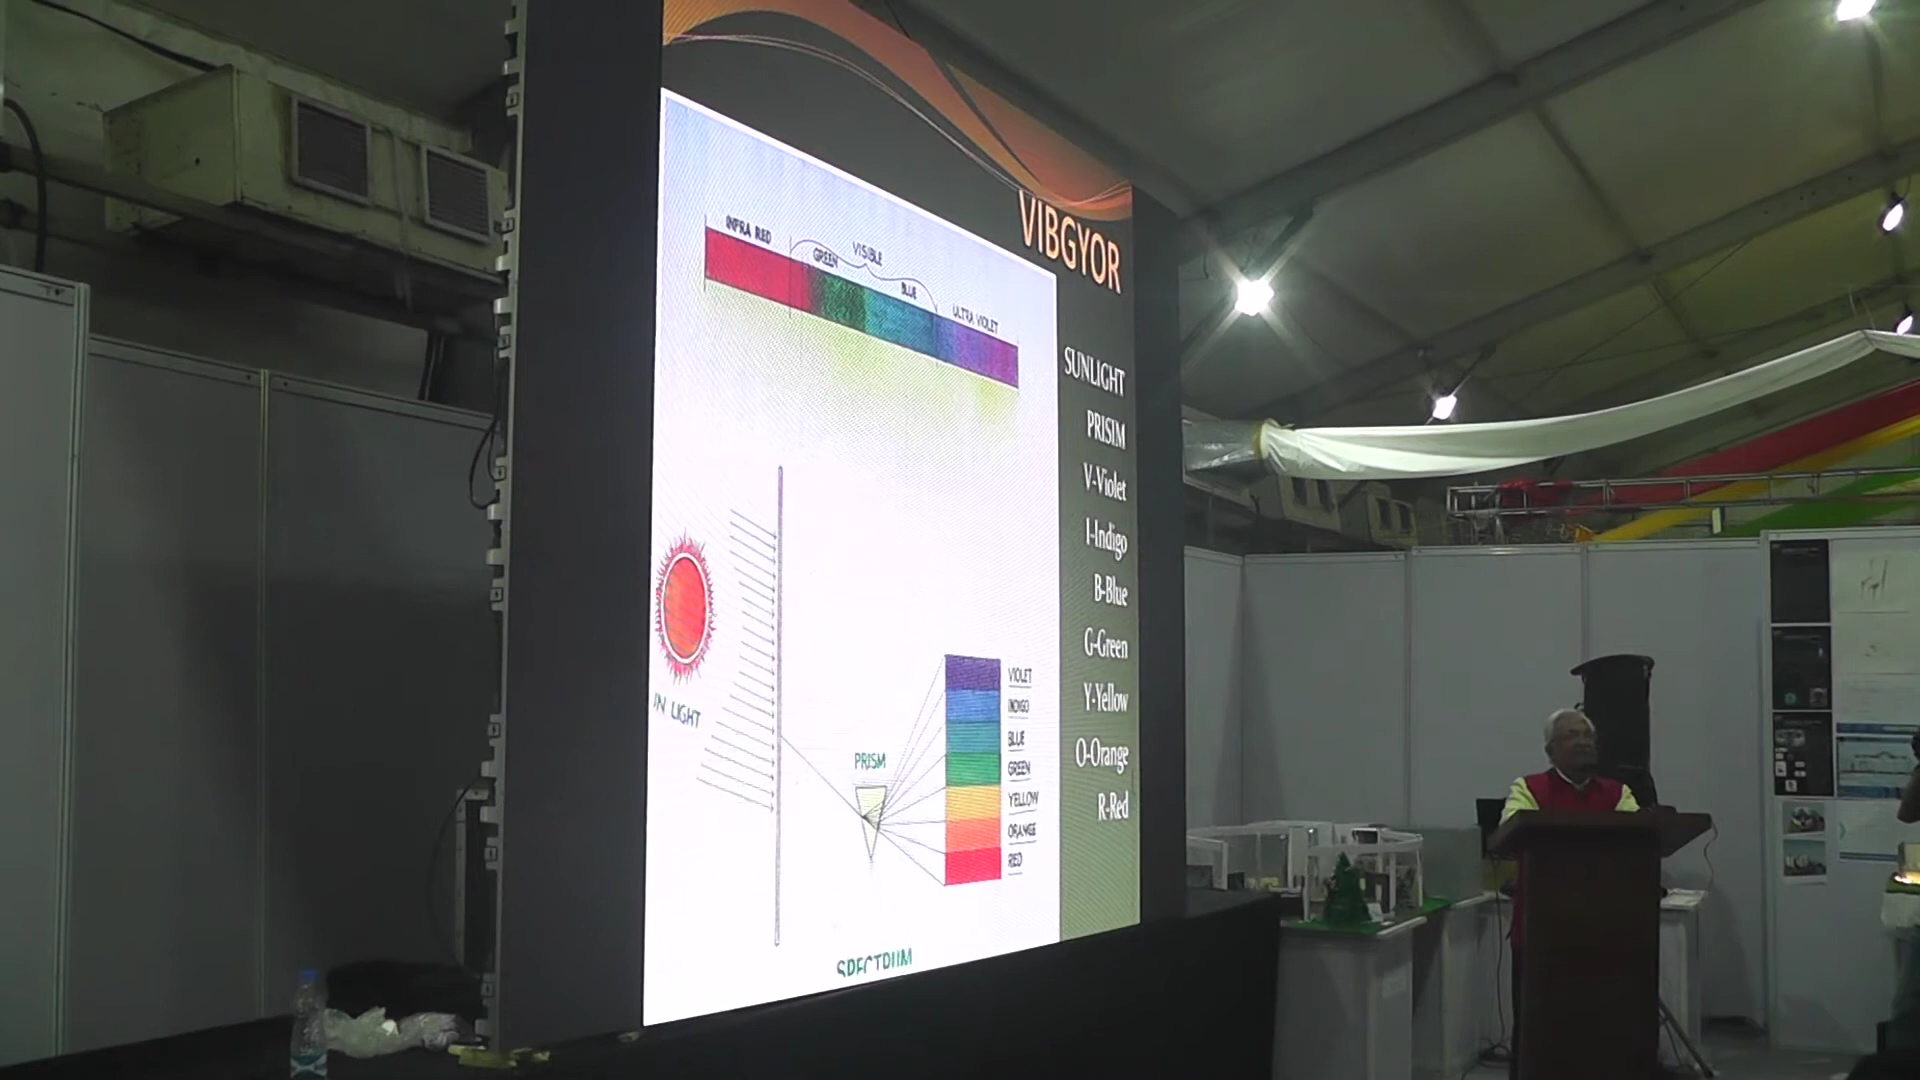 VIBGYOR
INFRA RED
VISIBLE
GREEN
BLUE
ULTRA VIOLET
SUNLIGHT
PRISIM
V-Violet
I-Indigo
B-Blue
G-Green
Y-Yellow
O-Orange
R-Red
UN LIGHT
PRISM
VIOLET
INDIGO
BLUE
GREEN
YELLOW
ORANGE
RED
SPECTRUM